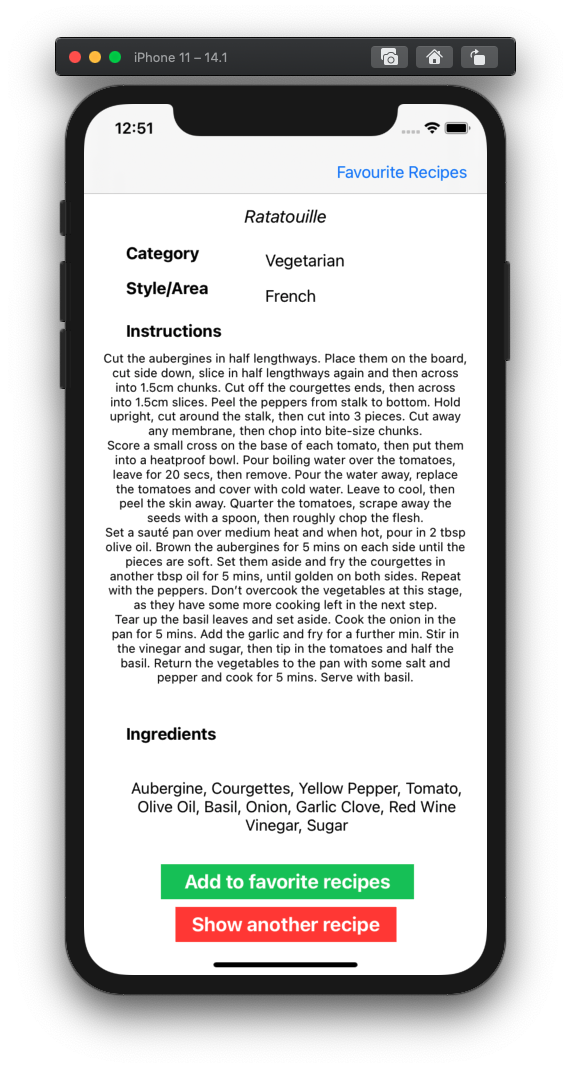 iPhone 11 – 14.1
12:51
Favourite Recipes
Ratatouille
Category
Vegetarian
Style/Area
French
Instructions
Cut the aubergines in half lengthways. Place them on the board,
cut side down, slice in half lengthways again and then across
into 1.5cm chunks. Cut off the courgettes ends, then across
into 1.5cm slices. Peel the peppers from stalk to bottom. Hold
upright, cut around the stalk, then cut into 3 pieces. Cut away
any membrane, then chop into bite-size chunks.
Score a small cross on the base of each tomato, then put them
into a heatproof bowl. Pour boiling water over the tomatoes,
leave for 20 secs, then remove. Pour the water away, replace
the tomatoes and cover with cold water. Leave to cool, then
peel the skin away. Quarter the tomatoes, scrape away the
seeds with a spoon, then roughly chop the flesh.
Set a sauté pan over medium heat and when hot, pour in 2 tbsp
olive oil. Brown the aubergines for 5 mins on each side until the
pieces are soft. Set them aside and fry the courgettes in
another tbsp oil for 5 mins, until golden on both sides. Repeat
with the peppers. Don’t overcook the vegetables at this stage,
as they have some more cooking left in the next step.
Tear up the basil leaves and set aside. Cook the onion in the
pan for 5 mins. Add the garlic and fry for a further min. Stir in
the vinegar and sugar, then tip in the tomatoes and half the
basil. Return the vegetables to the pan with some salt and
pepper and cook for 5 mins. Serve with basil.
Ingredients
Aubergine, Courgettes, Yellow Pepper, Tomato,
Olive Oil, Basil, Onion, Garlic Clove, Red Wine
Vinegar, Sugar
Add to favorite recipes
Show another recipe